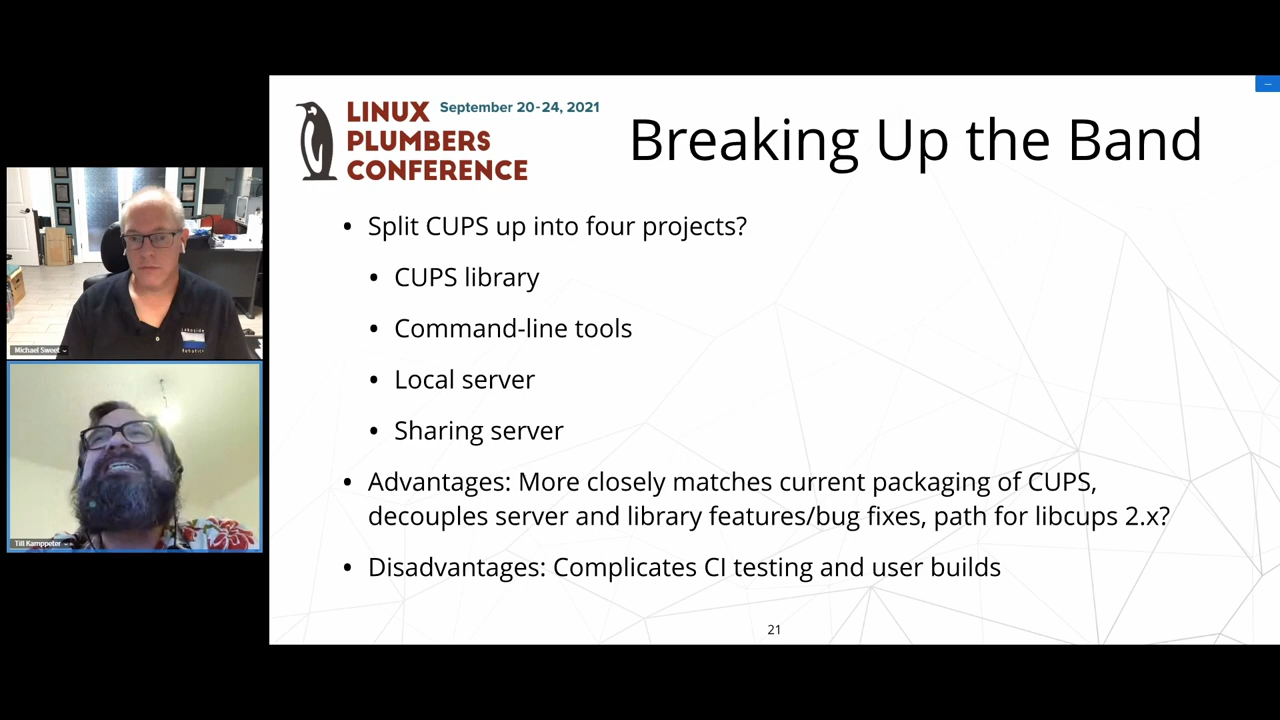 LINUX September 20-24, 2021
PLUMBERS
CONFERENCE
Breaking Up the Band
• Split CUPS up into four projects?
• CUPS library
• Command-line tools
• Local server
• Sharing server
• Advantages: More closely matches current packaging of CUPS,
decouples server and library features/bug fixes, path for libcups 2.x?
• Disadvantages: Complicates CI testing and user builds
21
Lakeside
Robotics
Michael Sweet
Till Kamppeter